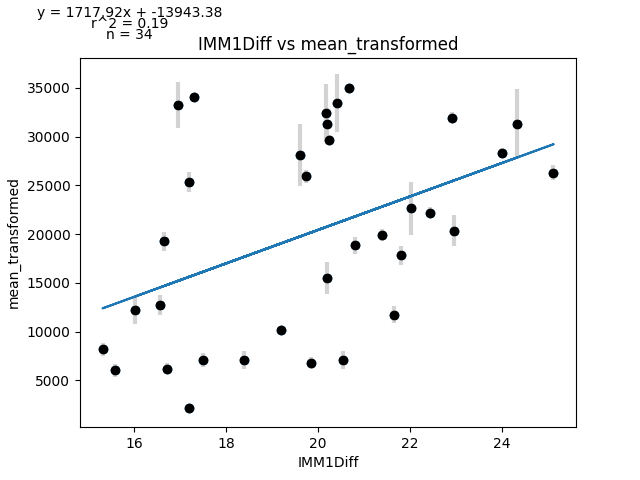 y = 1717.92x + -13943.38
r^2 = 0.19
n = 34
IMM1Diff vs mean_transformed
mean_transformed
35000
30000
25000
20000
15000
10000
5000
16
18
20
22
24
IMM1Diff